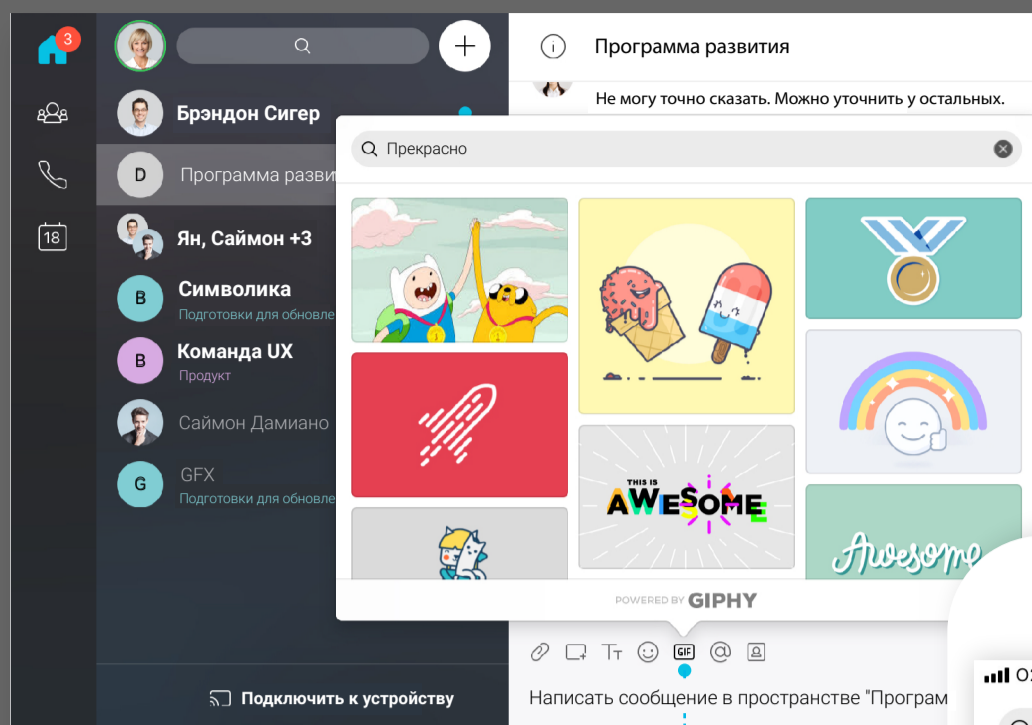 3
Программа развития
Не могу точно сказать. Можно уточнить у остальных.
Брэндон Сигер
Прекрасно
D
Программа разви
18
Ян, Саймон +3
B
Символика
Подготовки для обновле
B
Команда UX
Продукт
Саймон Дамиано
G
GFX
Подготовки для обновле
THIS IS
AWESOME
Awesome
POWERED BY GIPHY
GIF
Подключить к устройству
Написать сообщение в пространстве "Програм